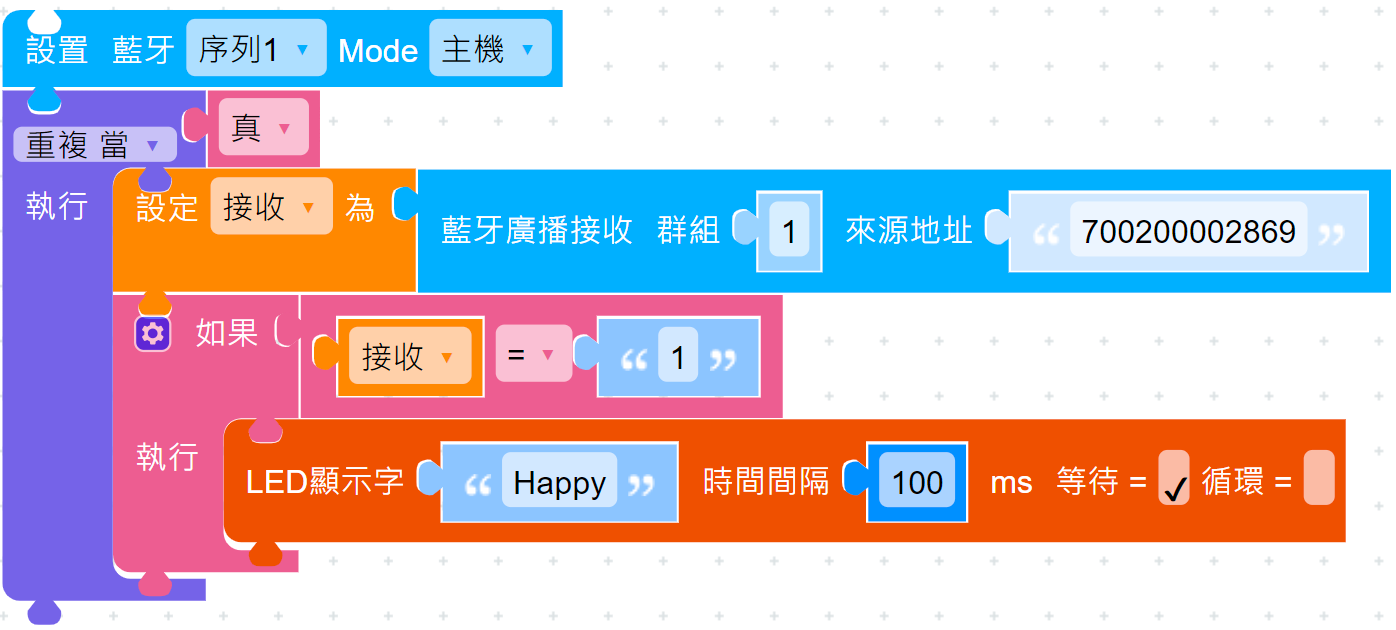 設置 藍牙 序列1 Mode 主機
重複 當 真
執行 設定 接收 為 藍牙廣播接收 群組 1 來源地址 “ 700200002869 ”
如果 接收 = “ 1 ”
執行 LED顯示字 “ Happy ” 時間間隔 100 ms 等待 = ✓ 循環 =